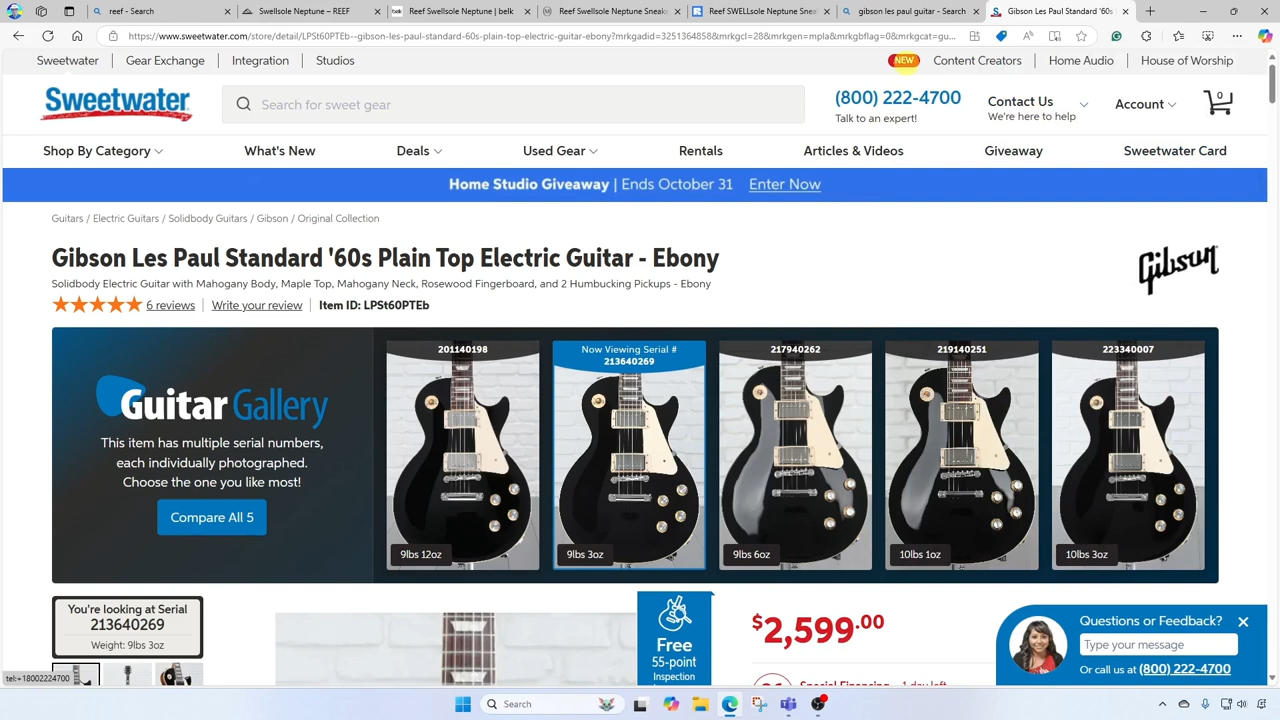 reef - Search
Swellsole Neptune – REEF
Reef Swellsole Neptune | belk
Reef Swellsole Neptune Sneake
Reef SWELLsole Neptune Snea
gibson les paul guitar - Search
Gibson Les Paul Standard '60s
https://www.sweetwater.com/store/detail/LPSt60PTEb--gibson-les-paul-standard-60s-plain-top-electric-guitar-ebony?mrkgadid=3251364858&mrkgcl=28&mrkgen=mpla&mrkgbflag=0&mrkgcat=gu...
Sweetwater
Gear Exchange
Integration
Studios
NEW
Content Creators
Home Audio
House of Worship
Sweetwater
Search for sweet gear
(800) 222-4700
Talk to an expert!
Contact Us
We're here to help
Account
0
Shop By Category
What's New
Deals
Used Gear
Rentals
Articles & Videos
Giveaway
Sweetwater Card
Home Studio Giveaway | Ends October 31 Enter Now
Guitars / Electric Guitars / Solidbody Guitars / Gibson / Original Collection
Gibson Les Paul Standard '60s Plain Top Electric Guitar - Ebony
Solidbody Electric Guitar with Mahogany Body, Maple Top, Mahogany Neck, Rosewood Fingerboard, and 2 Humbucking Pickups - Ebony
6 reviews
Write your review
Item ID: LPSt60PTEb
Gibson
Guitar Gallery
This item has multiple serial numbers,
each individually photographed.
Choose the one you like most!
Compare All 5
201140198
9lbs 12oz
Now Viewing Serial #
213640269
9lbs 3oz
217940262
9lbs 6oz
219140251
10lbs 1oz
223340007
10lbs 3oz
You're looking at Serial
213640269
Weight: 9lbs 3oz
Free
55-point
Inspection
$2,599.00
Special Financing
1 day left
Questions or Feedback?
Type your message
Or call us at (800) 222-4700
tel:+18002224700
Search